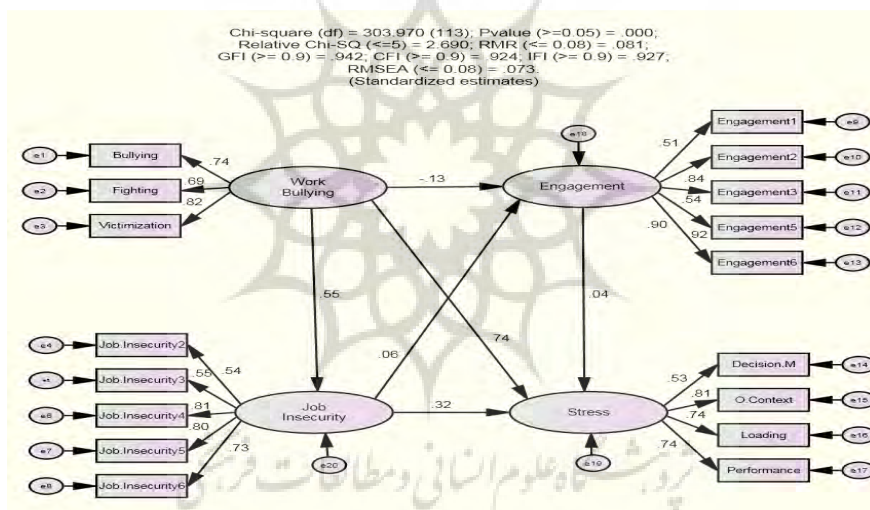 Chi-square (df) = 303.970 (113); Pvalue (>=0.05) = .000;
Relative Chi-SQ (<=5) = 2.690; RMR (<= 0.08) = .081;
GFI (>= 0.9) = .942; CFI (>= 0.9) = .924; IFI (>= 0.9) = .927;
RMSEA (<= 0.08) = .073.
(Standardized estimates)
e1
Bullying
.74
e2
Fighting
.69
e3
Victimization
.82
Work
Bullying
-.13
e18
Engagement
.51
Engagement1
e9
Engagement2
e10
.84
Engagement3
e11
.54
Engagement5
e12
.90
.92
Engagement6
e13
.55
.06
.74
.04
e4
Job.Insecurity2
.54
Job.Insecurity3
.55
Job.Insecurity4
e6
.81
Job.Insecurity5
e7
.80
Job.Insecurity6
e8
.73
Job
Insecurity
e20
.32
Stress
e19
.53
Decision.M
e14
.81
O.Context
e15
.74
Loading
e16
.74
Performance
e17
پژوهشگاه علوم انسانی و مطالعات فرهنگی